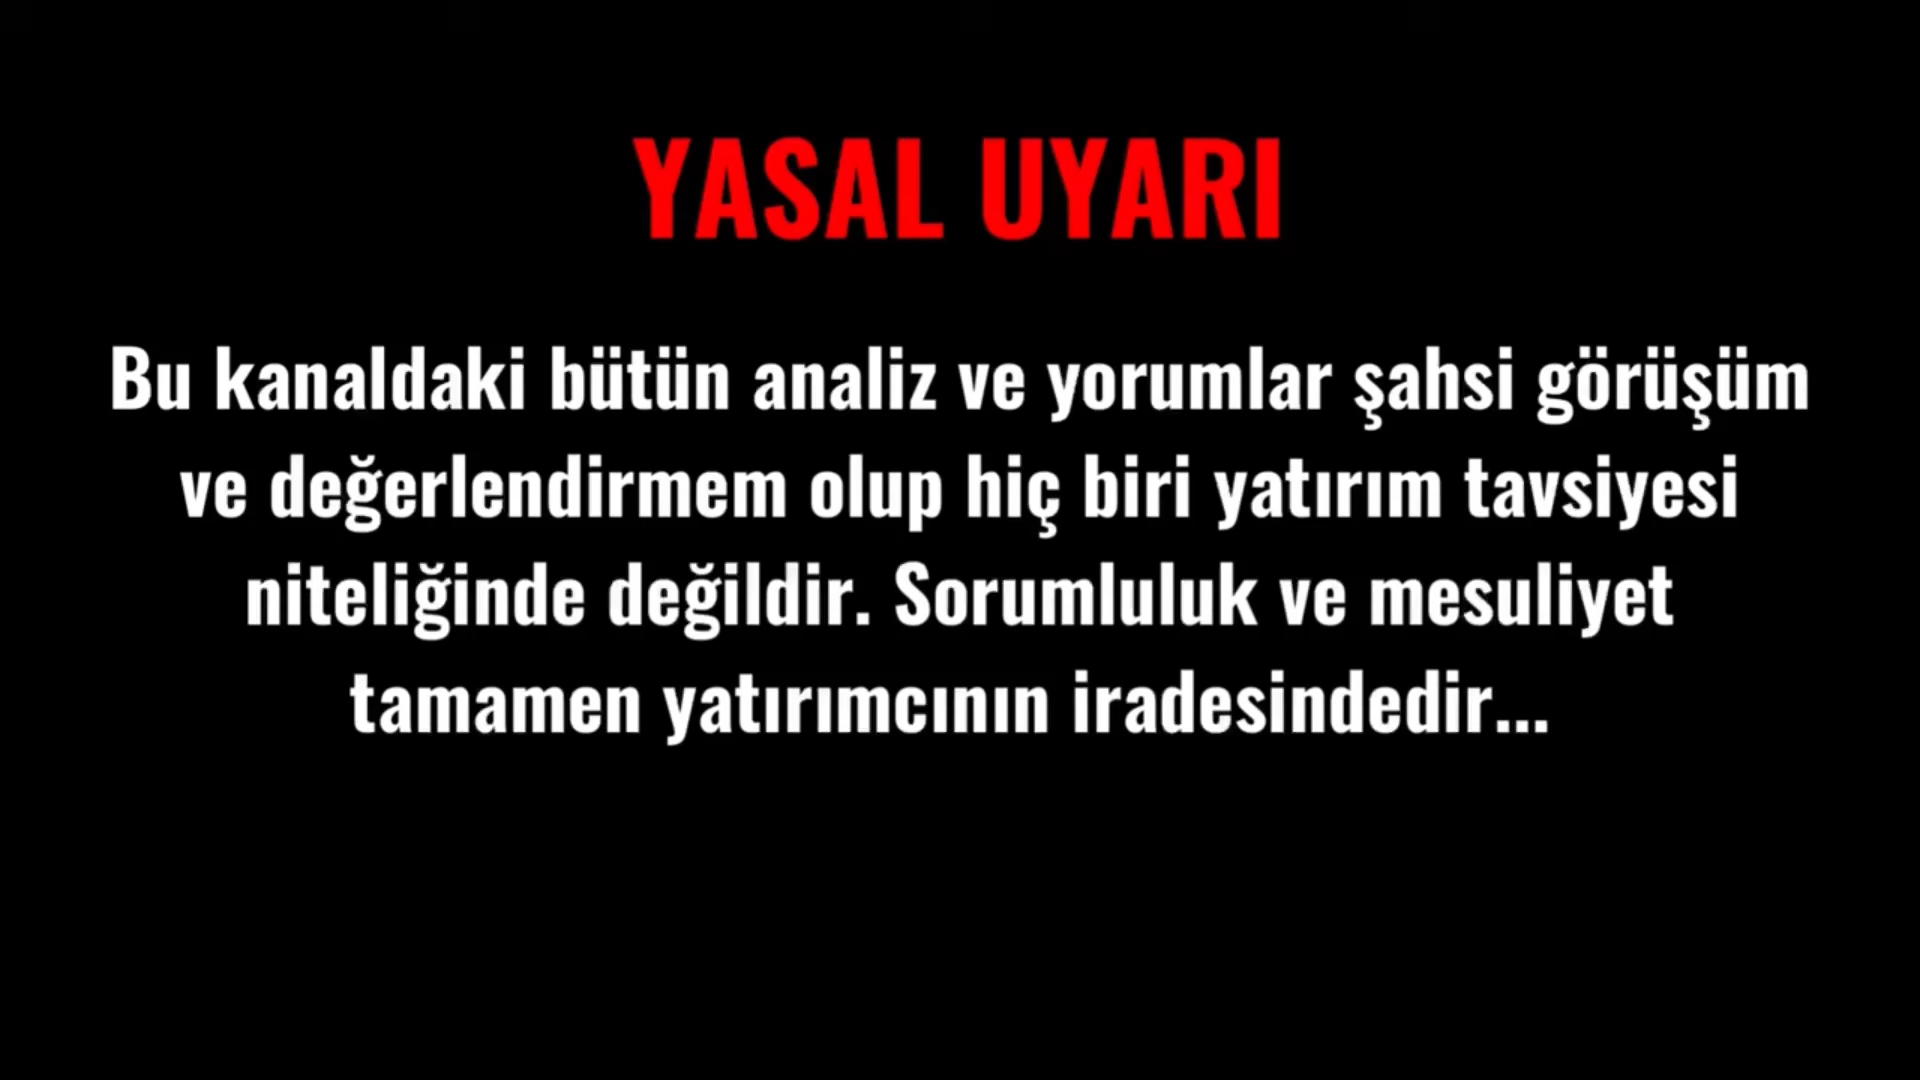 YASAL UYARI
Bu kanaldaki bütün analiz ve yorumlar şahsi görüşüm
ve değerlendirmem olup hiç biri yatırım tavsiyesi
niteliğinde değildir. Sorumluluk ve mesuliyet
tamamen yatırımcının iradesindedir...